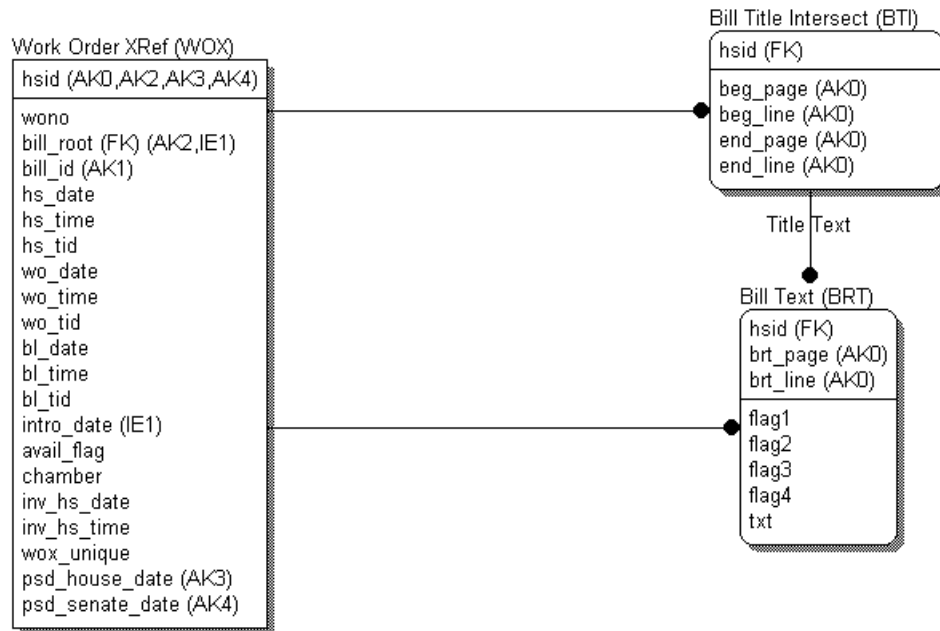 Work Order XRef (WOX)
hsid (AK0,AK2,AK3,AK4)
wono
bill_root (FK) (AK2,IE1)
bill_id (AK1)
hs_date
hs_time
hs_tid
wo_date
wo_time
wo_tid
bl_date
bl_time
bl_tid
intro_date (IE1)
avail_flag
chamber
inv_hs_date
inv_hs_time
wox_unique
psd_house_date (AK3)
psd_senate_date (AK4)
Bill Title Intersect (BTI)
hsid (FK)
beg_page (AK0)
beg_line (AK0)
end_page (AK0)
end_line (AK0)
Title Text
Bill Text (BRT)
hsid (FK)
brt_page (AK0)
brt_line (AK0)
flag1
flag2
flag3
flag4
txt